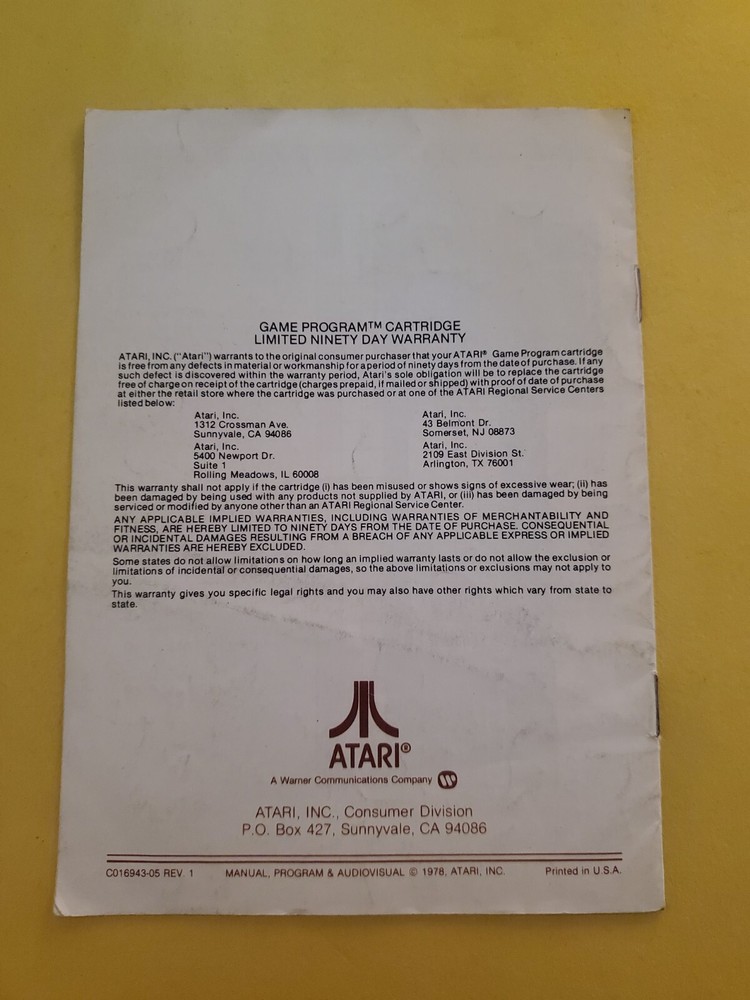 GAME PROGRAM™ CARTRIDGE
LIMITED NINETY DAY WARRANTY
ATARI, INC. ("Atari") warrants to the original consumer purchaser that your ATARI® Game Program cartridge
is free from any defects in material or workmanship for a period of ninety days from the date of purchase. If any
such defect is discovered within the warranty period, Atari's sole obligation will be to replace the cartridge
free of charge on receipt of the cartridge (charges prepaid, if mailed or shipped) with proof of date of purchase
at either the retail store where the cartridge was purchased or at one of the ATARI Regional Service Centers
listed below:
Atari, Inc.
1312 Crossman Ave.
Sunnyvale, CA 94086
Atari, Inc.
5400 Newport Dr.
Suite 1
Rolling Meadows, IL 60008
Atari, Inc.
43 Belmont Dr.
Somerset, NJ 08873
Atari, Inc.
2109 East Division St.
Arlington, TX 76001
This warranty shall not apply if the cartridge (i) has been misused or shows signs of excessive wear; (ii) has
been damaged by being used with any products not supplied by ATARI, or (iii) has been damaged by being
serviced or modified by anyone other than an ATARI Regional Service Center.
ANY APPLICABLE IMPLIED WARRANTIES, INCLUDING WARRANTIES OF MERCHANTABILITY AND
FITNESS, ARE HEREBY LIMITED TO NINETY DAYS FROM THE DATE OF PURCHASE. CONSEQUENTIAL
OR INCIDENTAL DAMAGES RESULTING FROM A BREACH OF ANY APPLICABLE EXPRESS OR IMPLIED
WARRANTIES ARE HEREBY EXCLUDED.
Some states do not allow limitations on how long an implied warranty lasts or do not allow the exclusion or
limitations of incidental or consequential damages, so the above limitations or exclusions may not apply to
you.
This warranty gives you specific legal rights and you may also have other rights which vary from state to
state.
ATARI®
A Warner Communications Company
ATARI, INC., Consumer Division
P.O. Box 427, Sunnyvale, CA 94086
C016943-05 REV. 1 MANUAL, PROGRAM & AUDIOVISUAL © 1978, ATARI, INC. Printed in U.S.A.